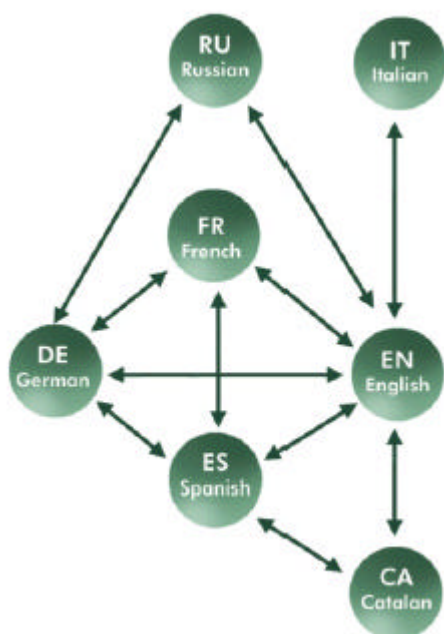 RU
Russian
IT
Italian
FR
French
DE
German
EN
English
ES
Spanish
CA
Catalan